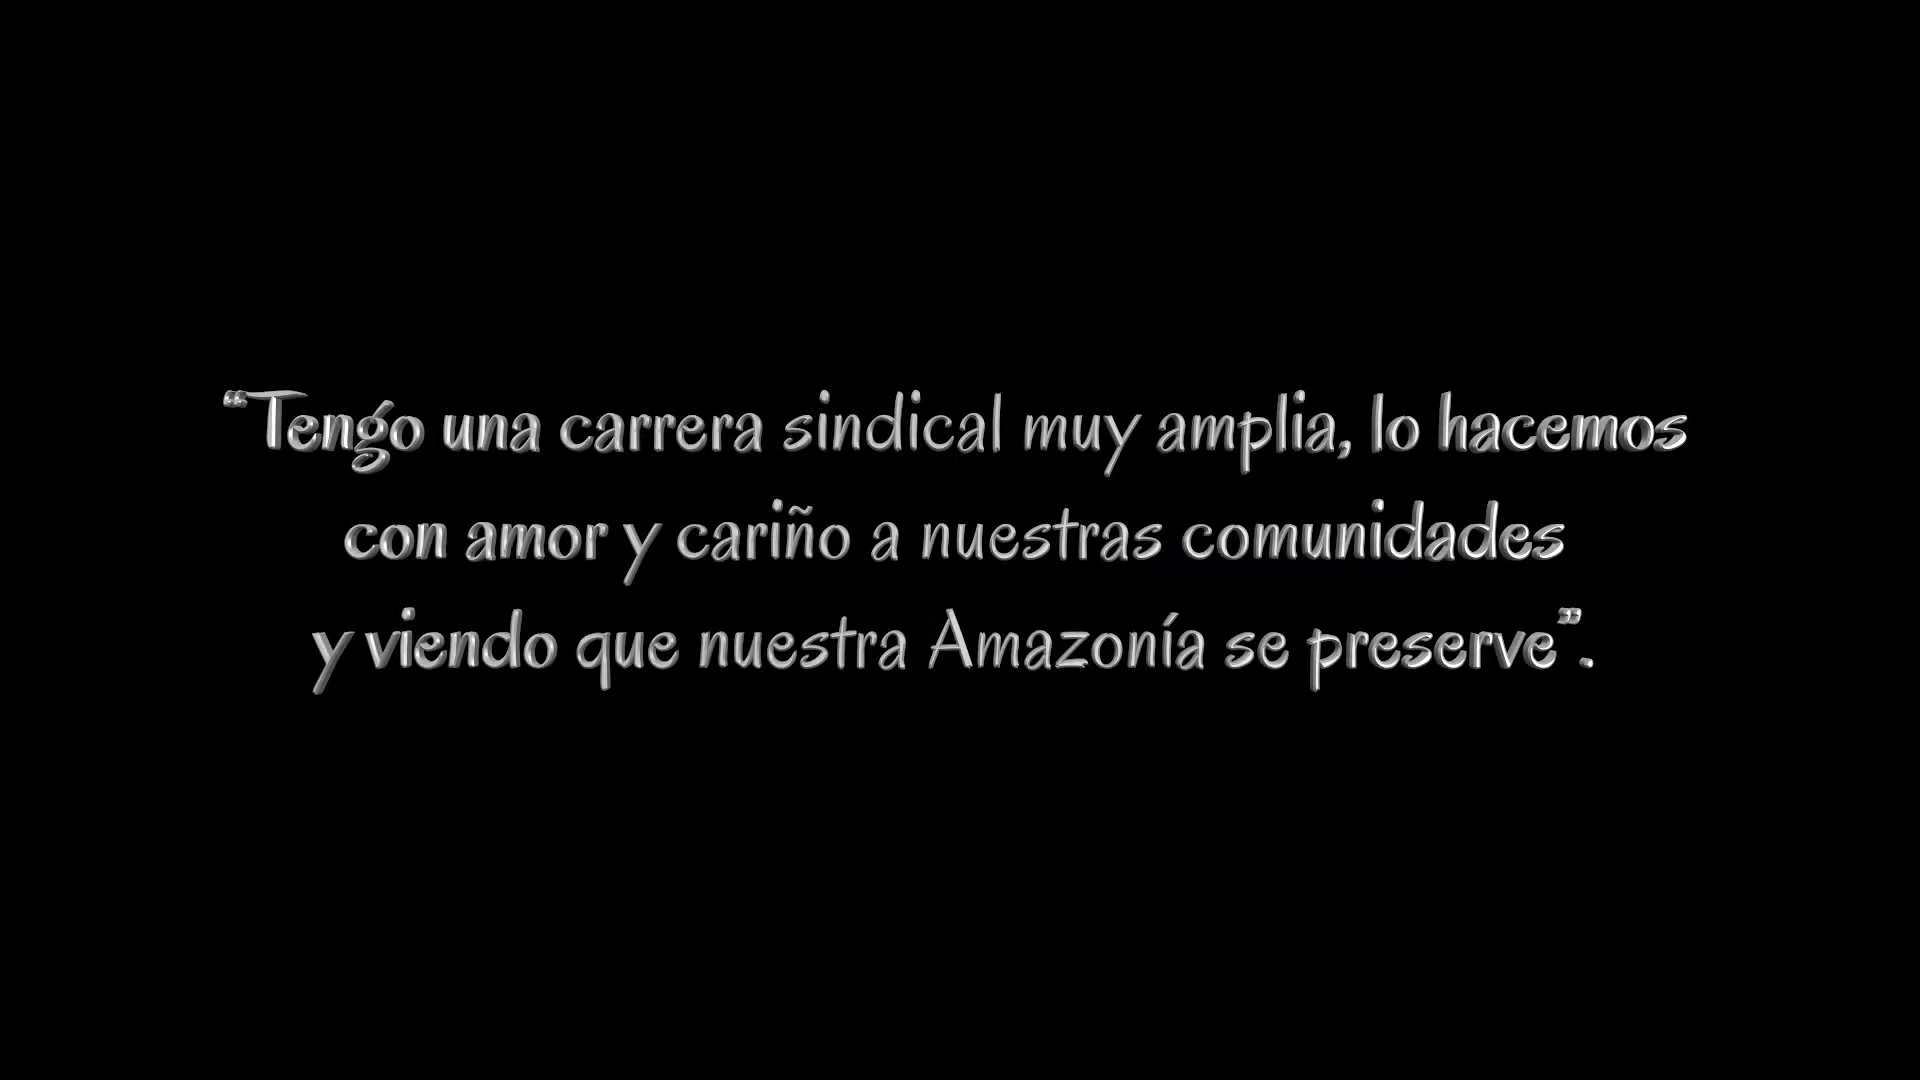 “Tengo una carrera sindical muy amplia, lo hacemos
con amor y cariño a nuestras comunidades
y viendo que nuestra Amazonía se preserve”.